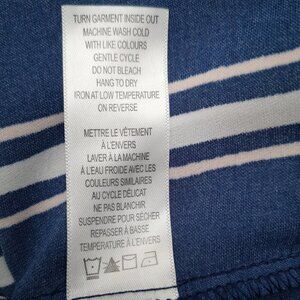 TURN GARMENT INSIDE OUT
MACHINE WASH COLD
WITH LIKE COLOURS
GENTLE CYCLE
DO NOT BLEACH
HANG TO DRY
IRON AT LOW TEMPERATURE
ON REVERSE
METTRE LE VÊTEMENT
À L'ENVERS
LAVER À LA MACHINE
À L'EAU FROIDE AVEC LES
COULEURS SIMILAIRES
AU CYCLE DÉLICAT
NE PAS BLANCHIR
SUSPENDRE POUR SÉCHER
REPASSER À BASSE
TEMPÉRATURE À L'ENVERS